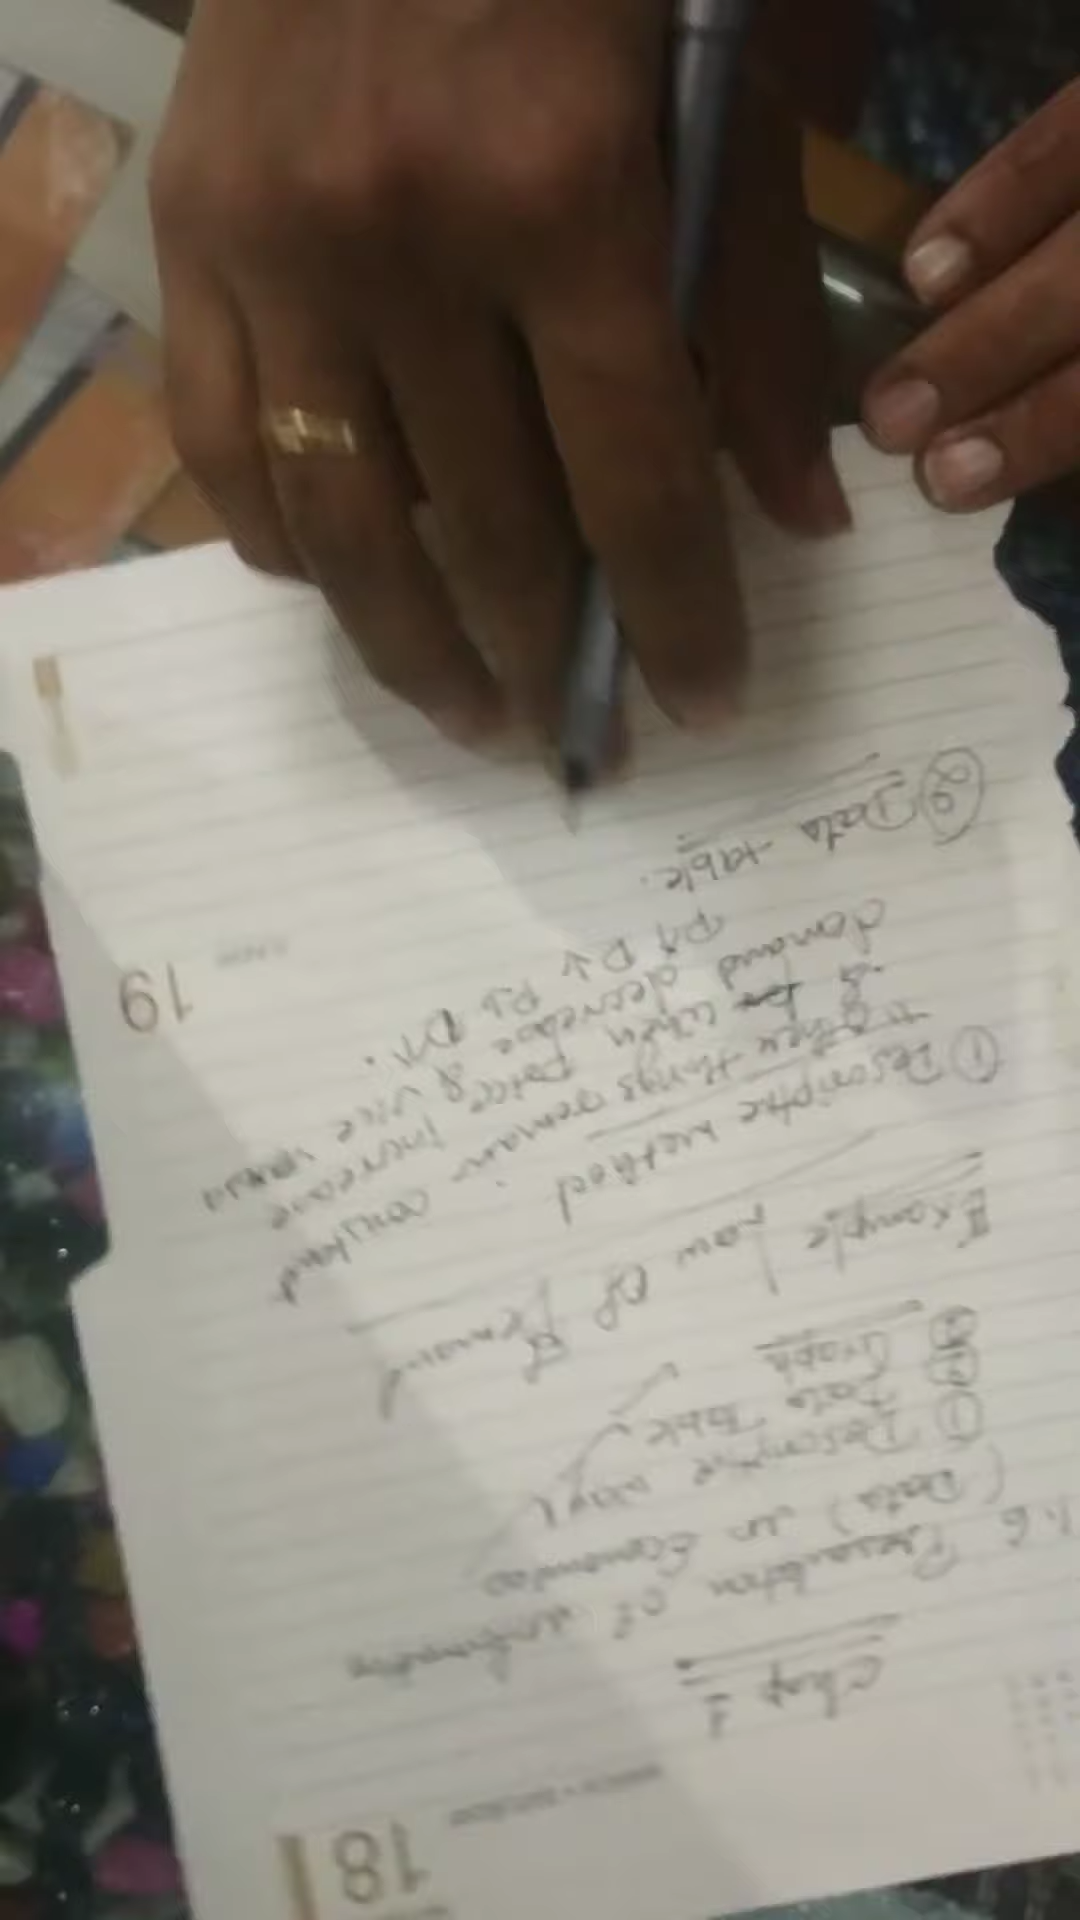 18
Chap 1
1.6 Presentation of information
(Data) in Economics
① Descriptive way
② Data Table
③ Graph
Example Law Of Demand
① Descriptive method
If other things remain constant
& when price increase
demand decrease & vice versa
P↑ D↓ P↓ D↑.
19
② Data table.